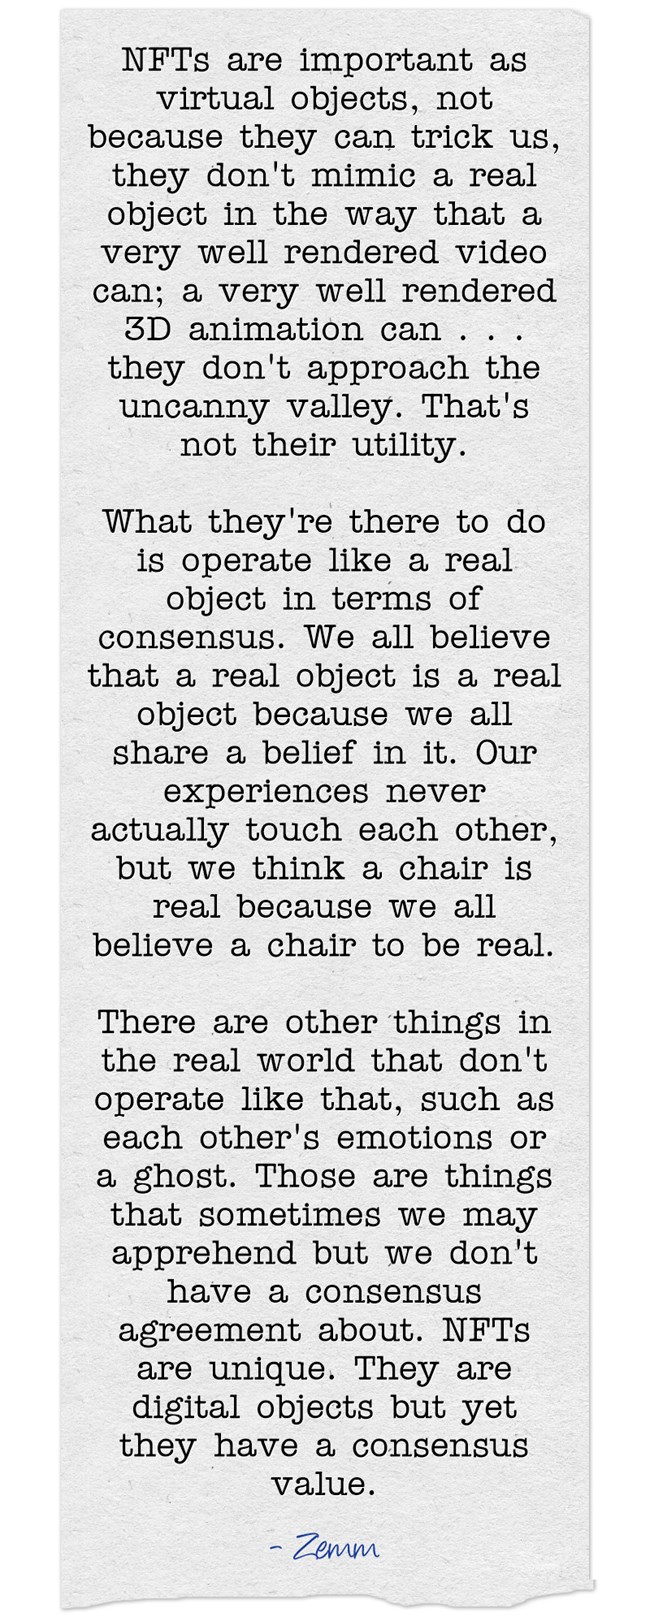 NFTs are important as
virtual objects, not
because they can trick us,
they don't mimic a real
object in the way that a
very well rendered video
can; a very well rendered
3D animation can . . .
they don't approach the
uncanny valley. That's
not their utility.
What they're there to do
is operate like a real
object in terms of
consensus. We all believe
that a real object is a real
object because we all
share a belief in it. Our
experiences never
actually touch each other,
but we think a chair is
real because we all
believe a chair to be real.
There are other things in
the real world that don't
operate like that, such as
each other's emotions or
a ghost. Those are things
that sometimes we may
apprehend but we don't
have a consensus
agreement about. NFTs
are unique. They are
digital objects but yet
they have a consensus
value.
- Zemm